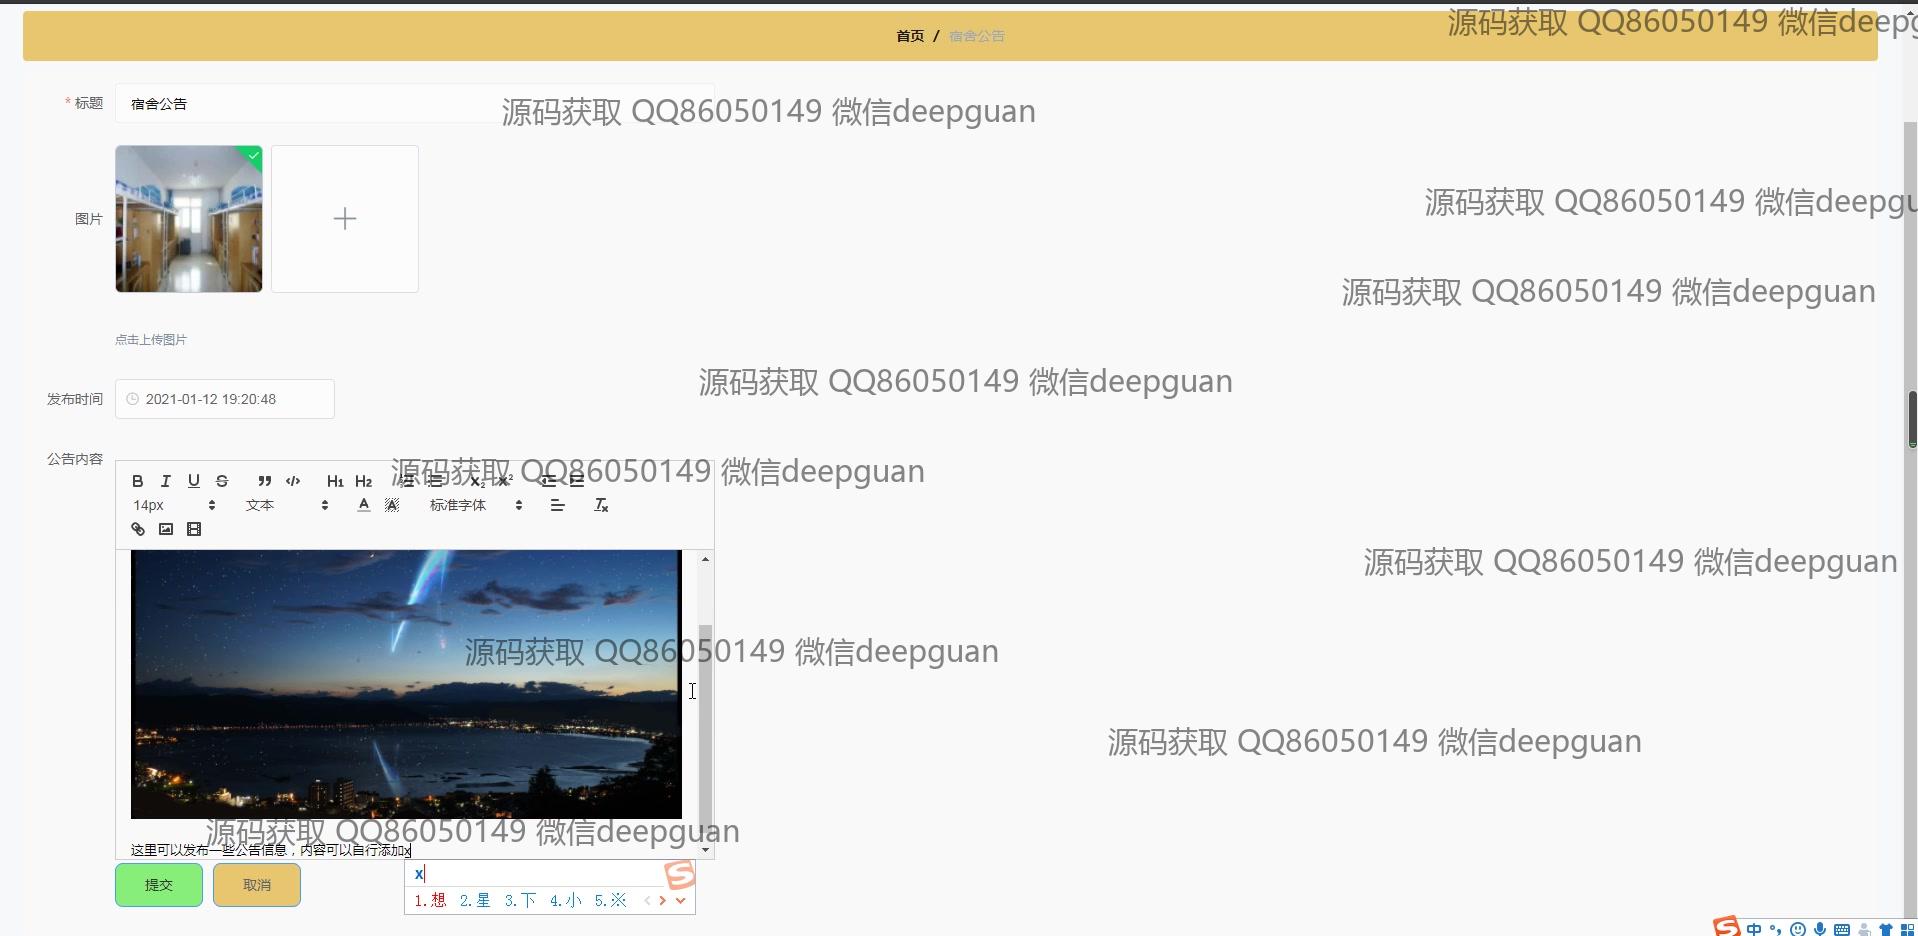 首页 / 宿舍公告
源码获取 QQ86050149 微信deepg
* 标题 宿舍公告
源码获取 QQ86050149 微信deepguan
源码获取 QQ86050149 微信deepgu
图片
源码获取 QQ86050149 微信deepguan
点击上传图片
源码获取 QQ86050149 微信deepguan
发布时间 2021-01-12 19:20:48
公告内容
源码获取 QQ86050149 微信deepguan
B I U S ” </> H1 H2 x2 x2
14px 文本 A A 标准字体 Tx
源码获取 QQ86050149 微信deepguan
源码获取 QQ86050149 微信deepguan
源码获取 QQ86050149 微信deepguan
源码获取 QQ86050149 微信deepguan
这里可以发布一些公告信息，内容可以自行添加x
x
提交 取消
1.想 2.星 3.下 4.小 5.※
中